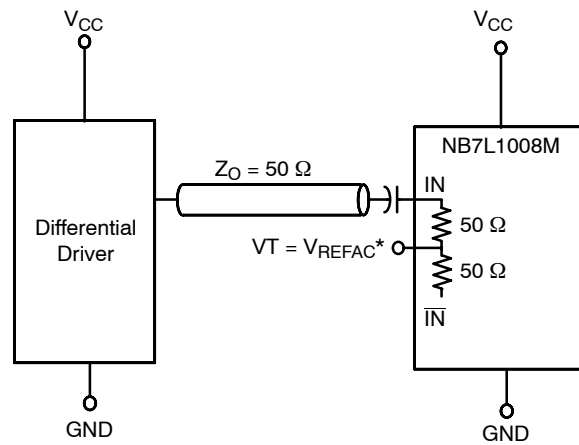 VCC
VCC
NB7L1008M
ZO = 50 Ω
IN
50 Ω
Differential
Driver
VT = VREFAC*
50 Ω
IN
GND
GND